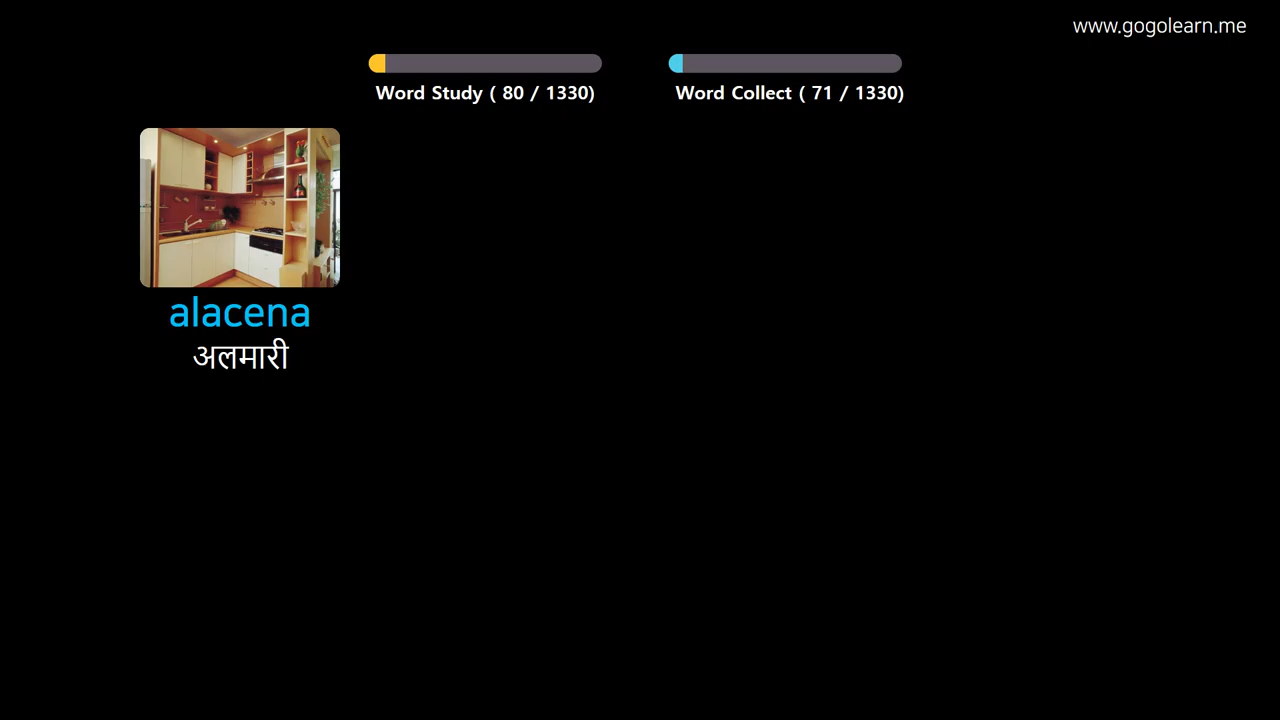 www.gogolearn.me
Word Study ( 80 / 1330)
Word Collect ( 71 / 1330)
alacena
अलमारी